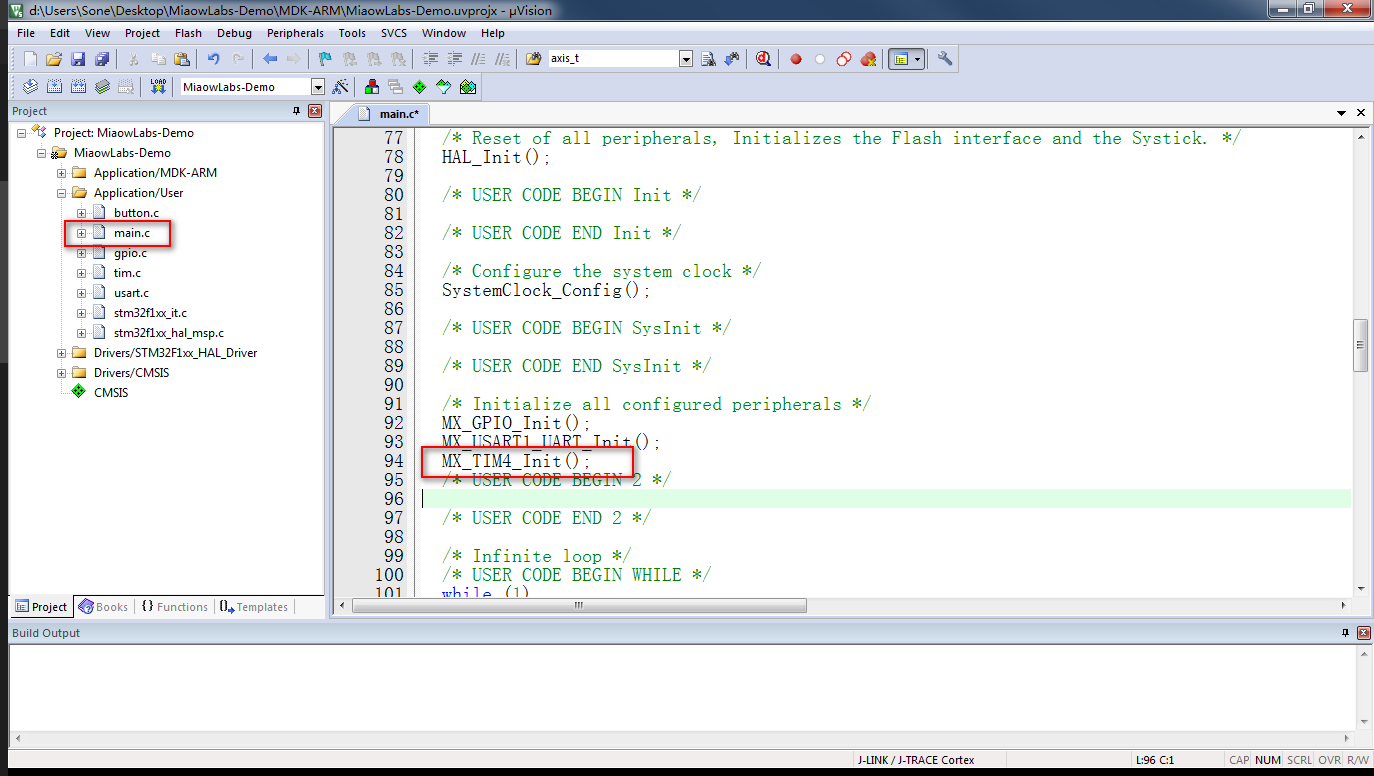 d:\Users\Sone\Desktop\MiaowLabs-Demo\MDK-ARM\MiaowLabs-Demo.uvprojx - µVision
File Edit View Project Flash Debug Peripherals Tools SVCS Window Help
axis_t
LOAD
MiaowLabs-Demo
Project
Project: MiaowLabs-Demo
MiaowLabs-Demo
Application/MDK-ARM
Application/User
button.c
main.c
gpio.c
tim.c
usart.c
stm32f1xx_it.c
stm32f1xx_hal_msp.c
Drivers/STM32F1xx_HAL_Driver
Drivers/CMSIS
CMSIS
Project Books {} Functions Templates
main.c*
77 /* Reset of all peripherals, Initializes the Flash interface and the Systick. */
78 HAL_Init();
79
80 /* USER CODE BEGIN Init */
81
82 /* USER CODE END Init */
83
84 /* Configure the system clock */
85 SystemClock_Config();
86
87 /* USER CODE BEGIN SysInit */
88
89 /* USER CODE END SysInit */
90
91 /* Initialize all configured peripherals */
92 MX_GPIO_Init();
93 MX_USART1_UART_Init();
94 MX_TIM4_Init();
95 /* USER CODE BEGIN 2 */
96
97 /* USER CODE END 2 */
98
99 /* Infinite loop */
100 /* USER CODE BEGIN WHILE */
101 while (1)
Build Output
J-LINK / J-TRACE Cortex L:96 C:1 CAP NUM SCRL OVR R/W